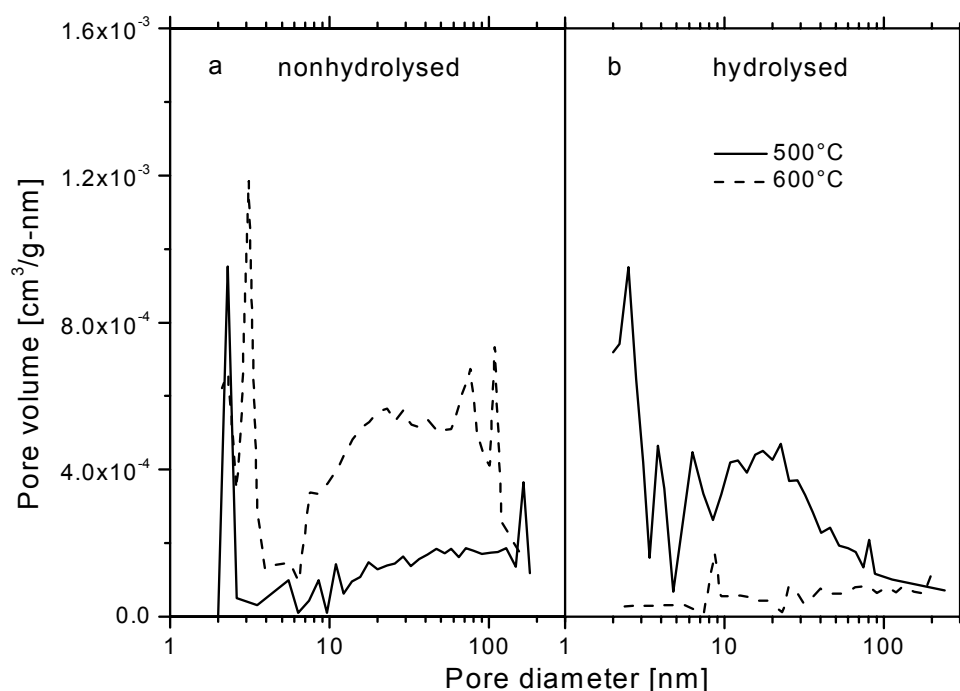 1.6x10⁻³
a nonhydrolysed
b hydrolysed
500°C
600°C
1.2x10⁻³
8.0x10⁻⁴
4.0x10⁻⁴
0.0
Pore volume [cm³/g-nm]
1 10 100 1 10 100
Pore diameter [nm]